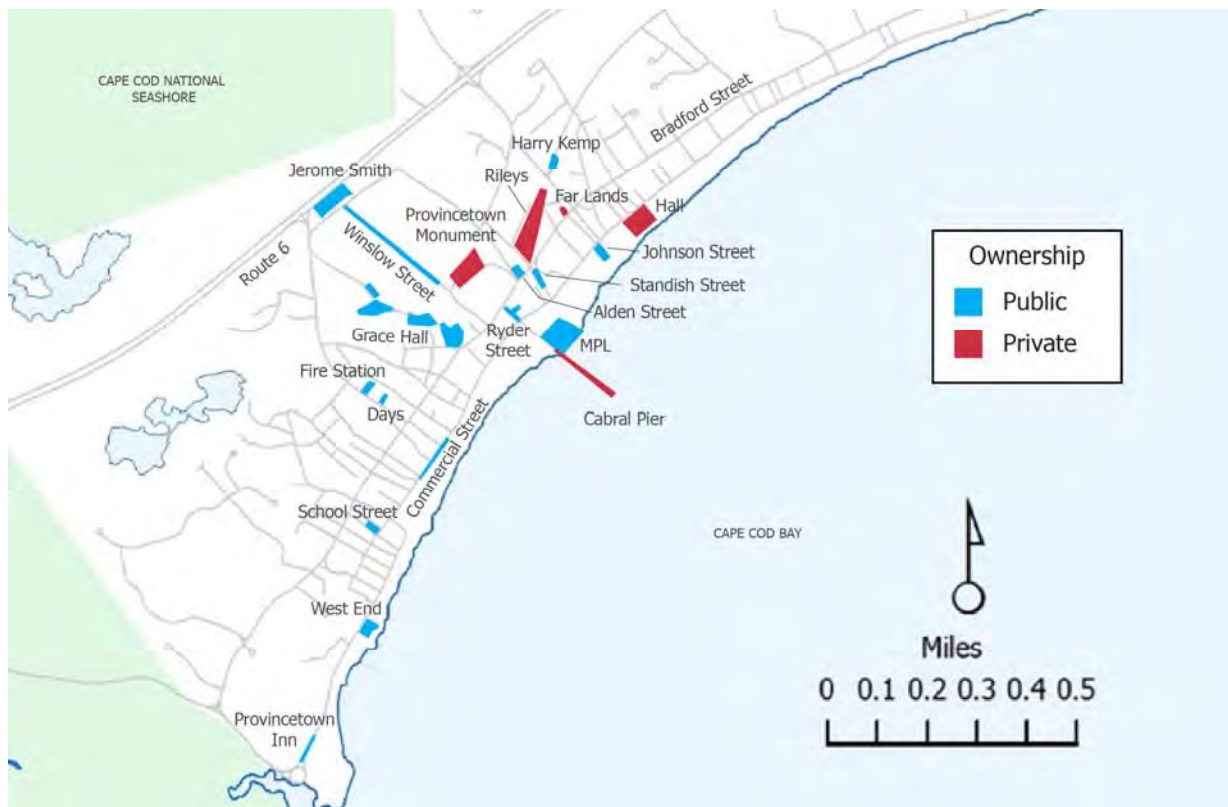 CAPE COD NATIONAL
SEASHORE
Bradford Street
Harry Kemp
Jerome Smith
Rileys
Far Lands
Hall
Provincetown
Monument
Winslow Street
Route 6
Johnson Street
Standish Street
Alden Street
Grace Hall
Ryder
Street
MPL
Fire Station
Days
Cabral Pier
Commercial Street
School Street
CAPE COD BAY
West End
Provincetown
Inn
Ownership
Public
Private
Miles
0 0.1 0.2 0.3 0.4 0.5